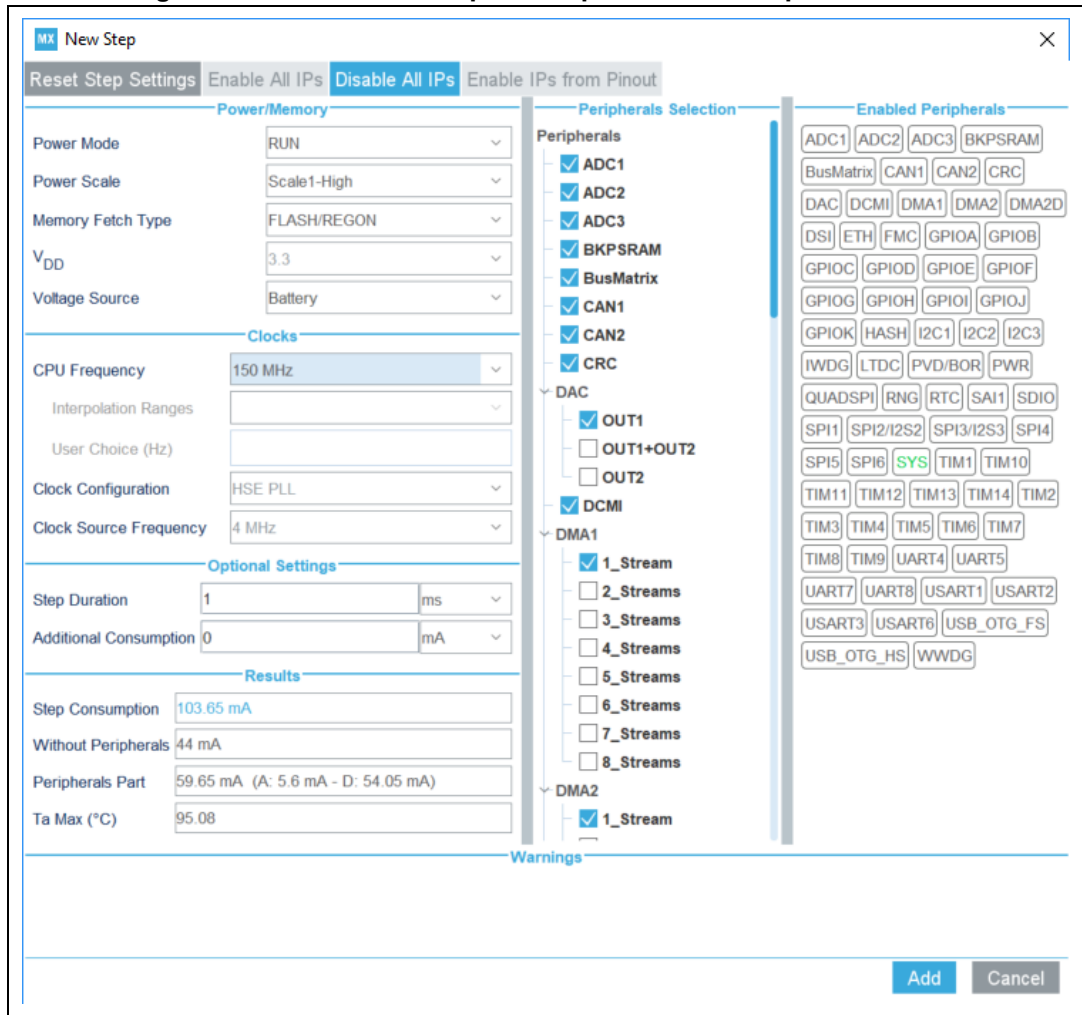 MX New Step
Reset Step Settings Enable All IPs Disable All IPs Enable IPs from Pinout
Power/Memory
Power Mode RUN
Power Scale Scale1-High
Memory Fetch Type FLASH/REGON
VDD 3.3
Voltage Source Battery
Clocks
CPU Frequency 150 MHz
Interpolation Ranges
User Choice (Hz)
Clock Configuration HSE PLL
Clock Source Frequency 4 MHz
Optional Settings
Step Duration 1 ms
Additional Consumption 0 mA
Results
Step Consumption 103.65 mA
Without Peripherals 44 mA
Peripherals Part 59.65 mA (A: 5.6 mA - D: 54.05 mA)
Ta Max (°C) 95.08
Peripherals Selection
Peripherals
ADC1
ADC2
ADC3
BKPSRAM
BusMatrix
CAN1
CAN2
CRC
DAC
OUT1
OUT1+OUT2
OUT2
DCMI
DMA1
1_Stream
2_Streams
3_Streams
4_Streams
5_Streams
6_Streams
7_Streams
8_Streams
DMA2
1_Stream
Enabled Peripherals
ADC1 ADC2 ADC3 BKPSRAM
BusMatrix CAN1 CAN2 CRC
DAC DCMI DMA1 DMA2 DMA2D
DSI ETH FMC GPIOA GPIOB
GPIOC GPIOD GPIOE GPIOF
GPIOG GPIOH GPIOI GPIOJ
GPIOK HASH I2C1 I2C2 I2C3
IWDG LTDC PVD/BOR PWR
QUADSPI RNG RTC SAI1 SDIO
SPI1 SPI2/I2S2 SPI3/I2S3 SPI4
SPI5 SPI6 SYS TIM1 TIM10
TIM11 TIM12 TIM13 TIM14 TIM2
TIM3 TIM4 TIM5 TIM6 TIM7
TIM8 TIM9 UART4 UART5
UART7 UART8 USART1 USART2
USART3 USART6 USB_OTG_FS
USB_OTG_HS WWDG
Warnings
Add Cancel